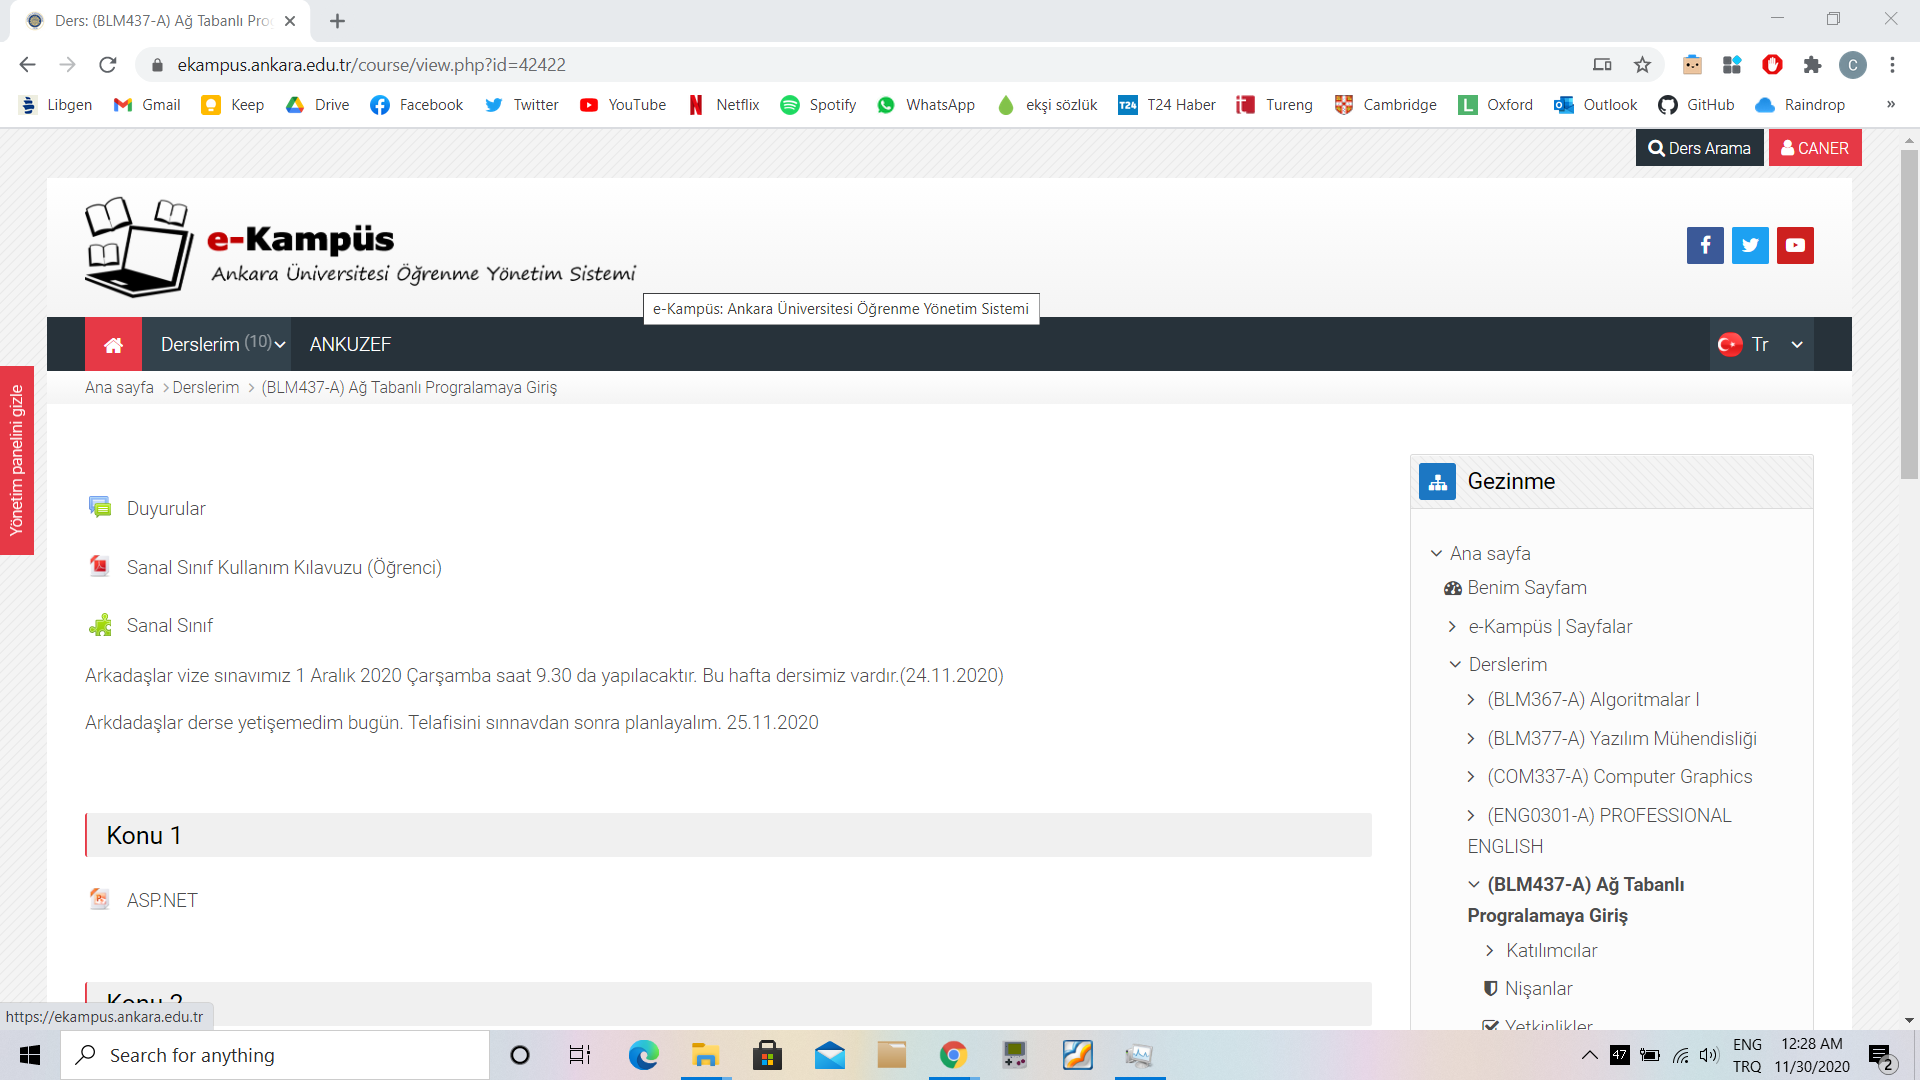 Ders: (BLM437-A) Ağ Tabanlı Pro
ekampus.ankara.edu.tr/course/view.php?id=42422
C
Libgen Gmail Keep Drive Facebook Twitter YouTube Netflix Spotify WhatsApp ekşi sözlük T24 T24 Haber Tureng Cambridge L Oxford Outlook GitHub Raindrop »
Ders Arama CANER
e-Kampüs
Ankara Üniversitesi Öğrenme Yönetim Sistemi
e-Kampüs: Ankara Üniversitesi Öğrenme Yönetim Sistemi
Derslerim (10) ANKUZEF Tr
Ana sayfa > Derslerim > (BLM437-A) Ağ Tabanlı Progralamaya Giriş
Yönetim panelini gizle
Duyurular
Sanal Sınıf Kullanım Kılavuzu (Öğrenci)
Sanal Sınıf
Arkadaşlar vize sınavımız 1 Aralık 2020 Çarşamba saat 9.30 da yapılacaktır. Bu hafta dersimiz vardır.(24.11.2020)
Arkdadaşlar derse yetişemedim bugün. Telafisini sınnavdan sonra planlayalım. 25.11.2020
Konu 1
ASP.NET
Konu 2
Gezinme
Ana sayfa
Benim Sayfam
e-Kampüs | Sayfalar
Derslerim
(BLM367-A) Algoritmalar I
(BLM377-A) Yazılım Mühendisliği
(COM337-A) Computer Graphics
(ENG0301-A) PROFESSIONAL
ENGLISH
(BLM437-A) Ağ Tabanlı
Progralamaya Giriş
Katılımcılar
Nişanlar
Yetkinlikler
https://ekampus.ankara.edu.tr
Search for anything
47
ENG
TRQ
12:28 AM
11/30/2020
2